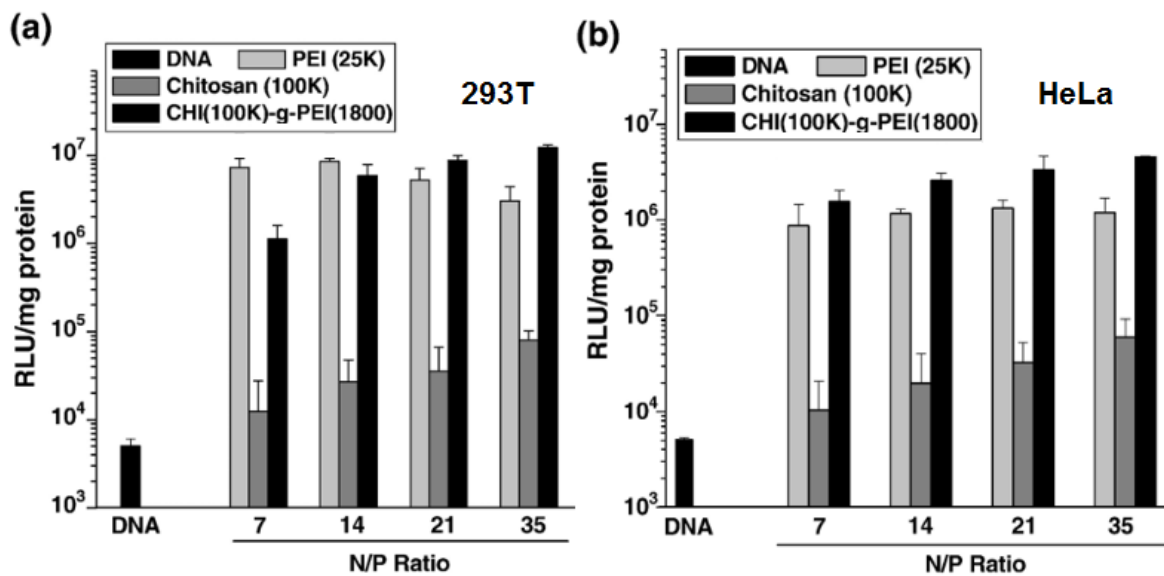 (a)
DNA PEI (25K)
Chitosan (100K)
CHI(100K)-g-PEI(1800)
293T
RLU/mg protein
10^7
10^6
10^5
10^4
10^3
DNA 7 14 21 35
N/P Ratio
(b)
DNA PEI (25K)
Chitosan (100K)
CHI(100K)-g-PEI(1800)
HeLa
RLU/mg protein
10^7
10^6
10^5
10^4
10^3
DNA 7 14 21 35
N/P Ratio